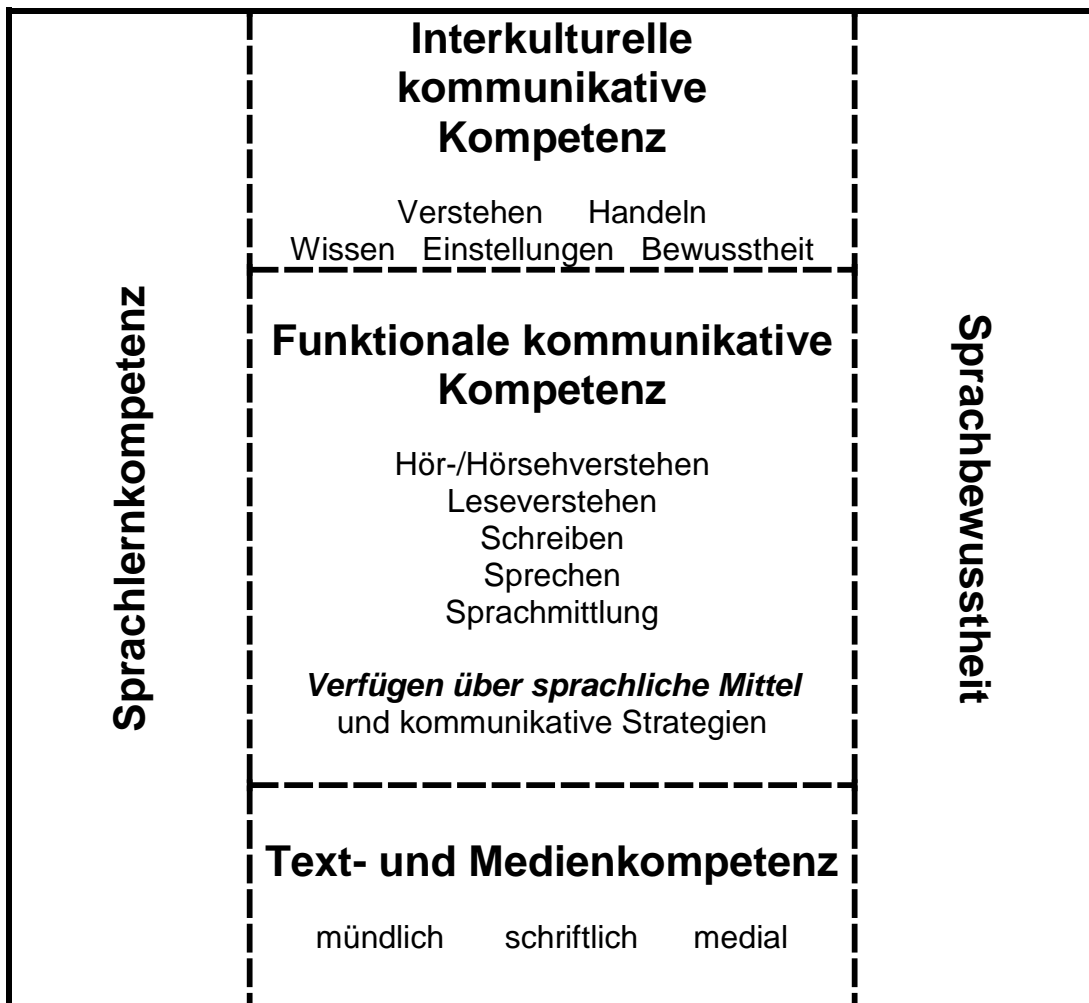 Sprachlernkompetenz
Interkulturelle
kommunikative
Kompetenz
Verstehen Handeln
Wissen Einstellungen Bewusstheit
Funktionale kommunikative
Kompetenz
Hör-/Hörsehverstehen
Leseverstehen
Schreiben
Sprechen
Sprachmittlung
Verfügen über sprachliche Mittel
und kommunikative Strategien
Text- und Medienkompetenz
mündlich schriftlich medial
Sprachbewusstheit